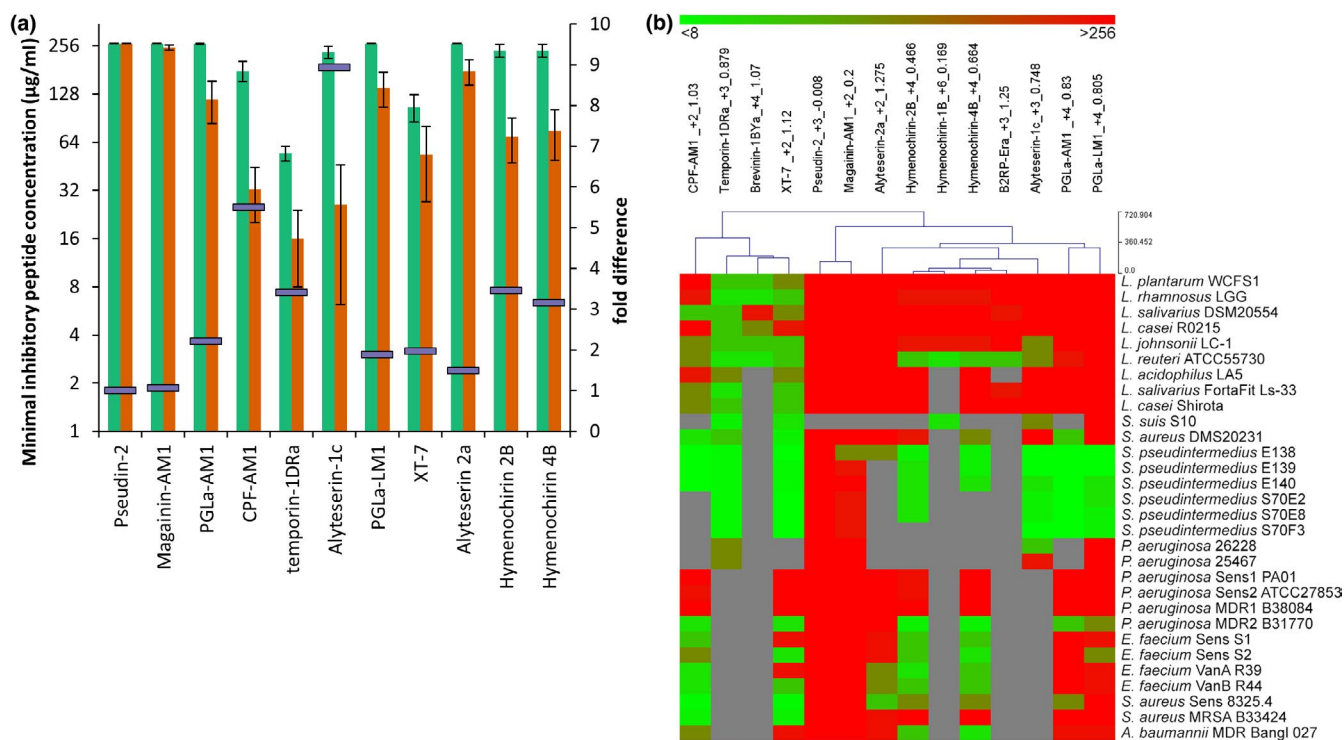 (a)
Minimal inhibitory peptide concentration (µg/ml)
256
128
64
32
16
8
4
2
1
10
9
8
7
6
5
4
3
2
1
0
fold difference
Pseudin-2
Magainin-AM1
PGLa-AM1
CPF-AM1
temporin-1DRa
Alyteserin-1c
PGLa-LM1
XT-7
Alyteserin 2a
Hymenochirin 2B
Hymenochirin 4B
(b)
<8
>256
CPF-AM1 _+2_1.03
Temporin-1DRa_+3_0.879
Brevinin-1BYa_+4_1.07
XT-7 _+2_1.12
Pseudin-2_+3_-0.008
Magainin-AM1_+2_0.2
Alyteserin-2a_+2_1.275
Hymenochirin-2B_+4_0.466
Hymenochirin-1B_+6_0.169
Hymenochirin-4B_+4_0.664
B2RP-Era_+3_1.25
Alyteserin-1c_+3_0.748
PGLa-AM1 _+4_0.83
PGLa-LM1_+4_0.805
720.904
360.452
0.0
L. plantarum WCFS1
L. rhamnosus LGG
L. salivarius DSM20554
L. casei R0215
L. johnsonii LC-1
L. reuteri ATCC55730
L. acidophilus LA5
L. salivarius FortaFit Ls-33
L. casei Shirota
S. suis S10
S. aureus DMS20231
S. pseudintermedius E138
S. pseudintermedius E139
S. pseudintermedius E140
S. pseudintermedius S70E2
S. pseudintermedius S70E8
S. pseudintermedius S70F3
P. aeruginosa 26228
P. aeruginosa 25467
P. aeruginosa Sens1 PA01
P. aeruginosa Sens2 ATCC27853
P. aeruginosa MDR1 B38084
P. aeruginosa MDR2 B31770
E. faecium Sens S1
E. faecium Sens S2
E. faecium VanA R39
E. faecium VanB R44
S. aureus Sens 8325.4
S. aureus MRSA B33424
A. baumannii MDR Bangl 027